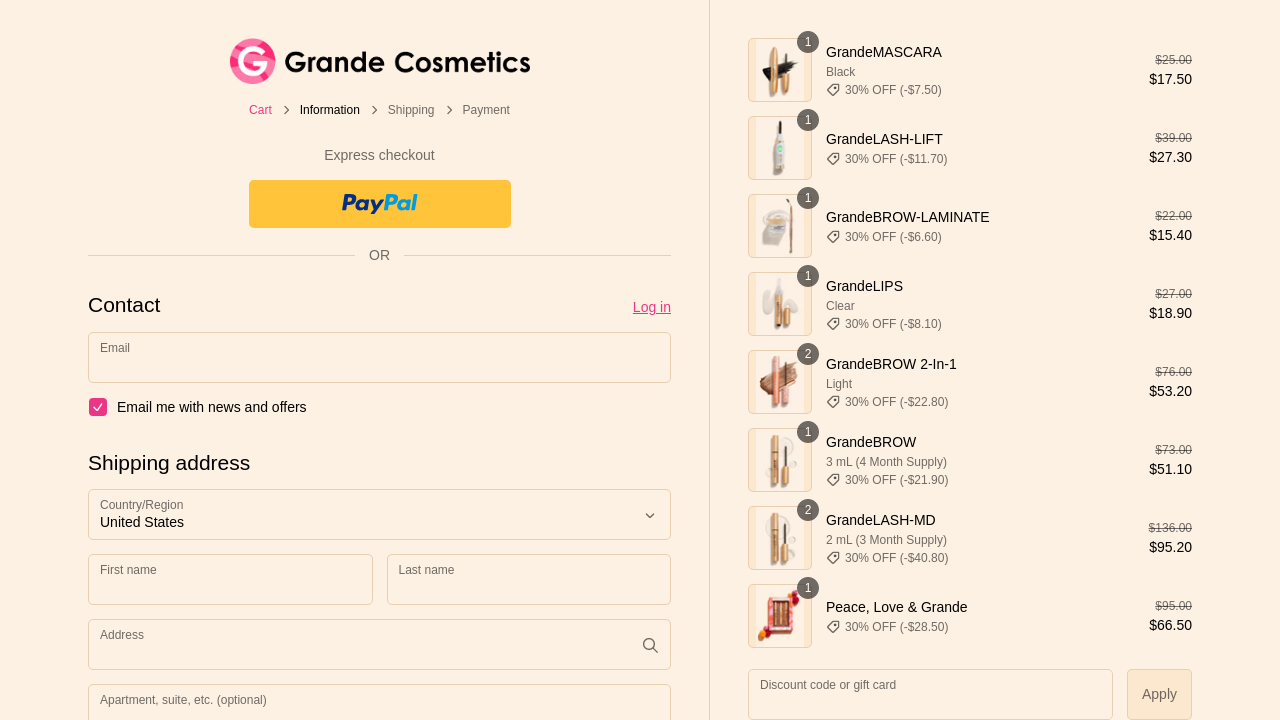 Grande Cosmetics
Cart > Information > Shipping > Payment
Express checkout
PayPal
OR
Contact
Log in
Email
Email me with news and offers
Shipping address
Country/Region
United States
First name
Last name
Address
Apartment, suite, etc. (optional)
1
GrandeMASCARA
Black
30% OFF (-$7.50)
$25.00
$17.50
1
GrandeLASH-LIFT
30% OFF (-$11.70)
$39.00
$27.30
1
GrandeBROW-LAMINATE
30% OFF (-$6.60)
$22.00
$15.40
1
GrandeLIPS
Clear
30% OFF (-$8.10)
$27.00
$18.90
2
GrandeBROW 2-In-1
Light
30% OFF (-$22.80)
$76.00
$53.20
1
GrandeBROW
3 mL (4 Month Supply)
30% OFF (-$21.90)
$73.00
$51.10
2
GrandeLASH-MD
2 mL (3 Month Supply)
30% OFF (-$40.80)
$136.00
$95.20
1
Peace, Love & Grande
30% OFF (-$28.50)
$95.00
$66.50
Discount code or gift card
Apply